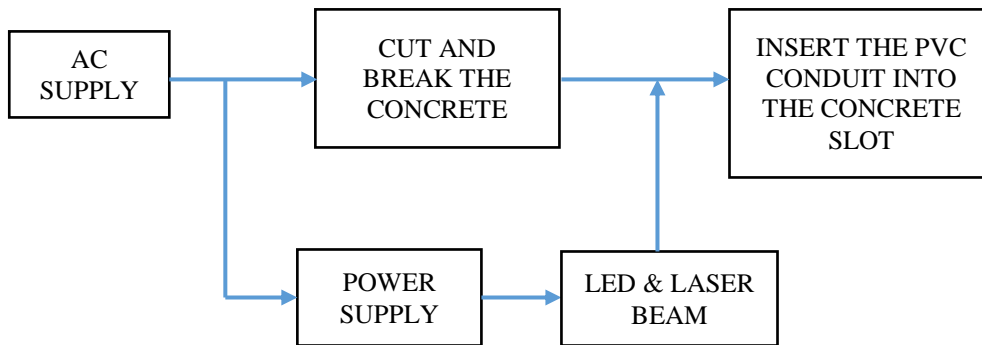 AC
SUPPLY
CUT AND
BREAK THE
CONCRETE
INSERT THE PVC
CONDUIT INTO
THE CONCRETE
SLOT
POWER
SUPPLY
LED & LASER
BEAM